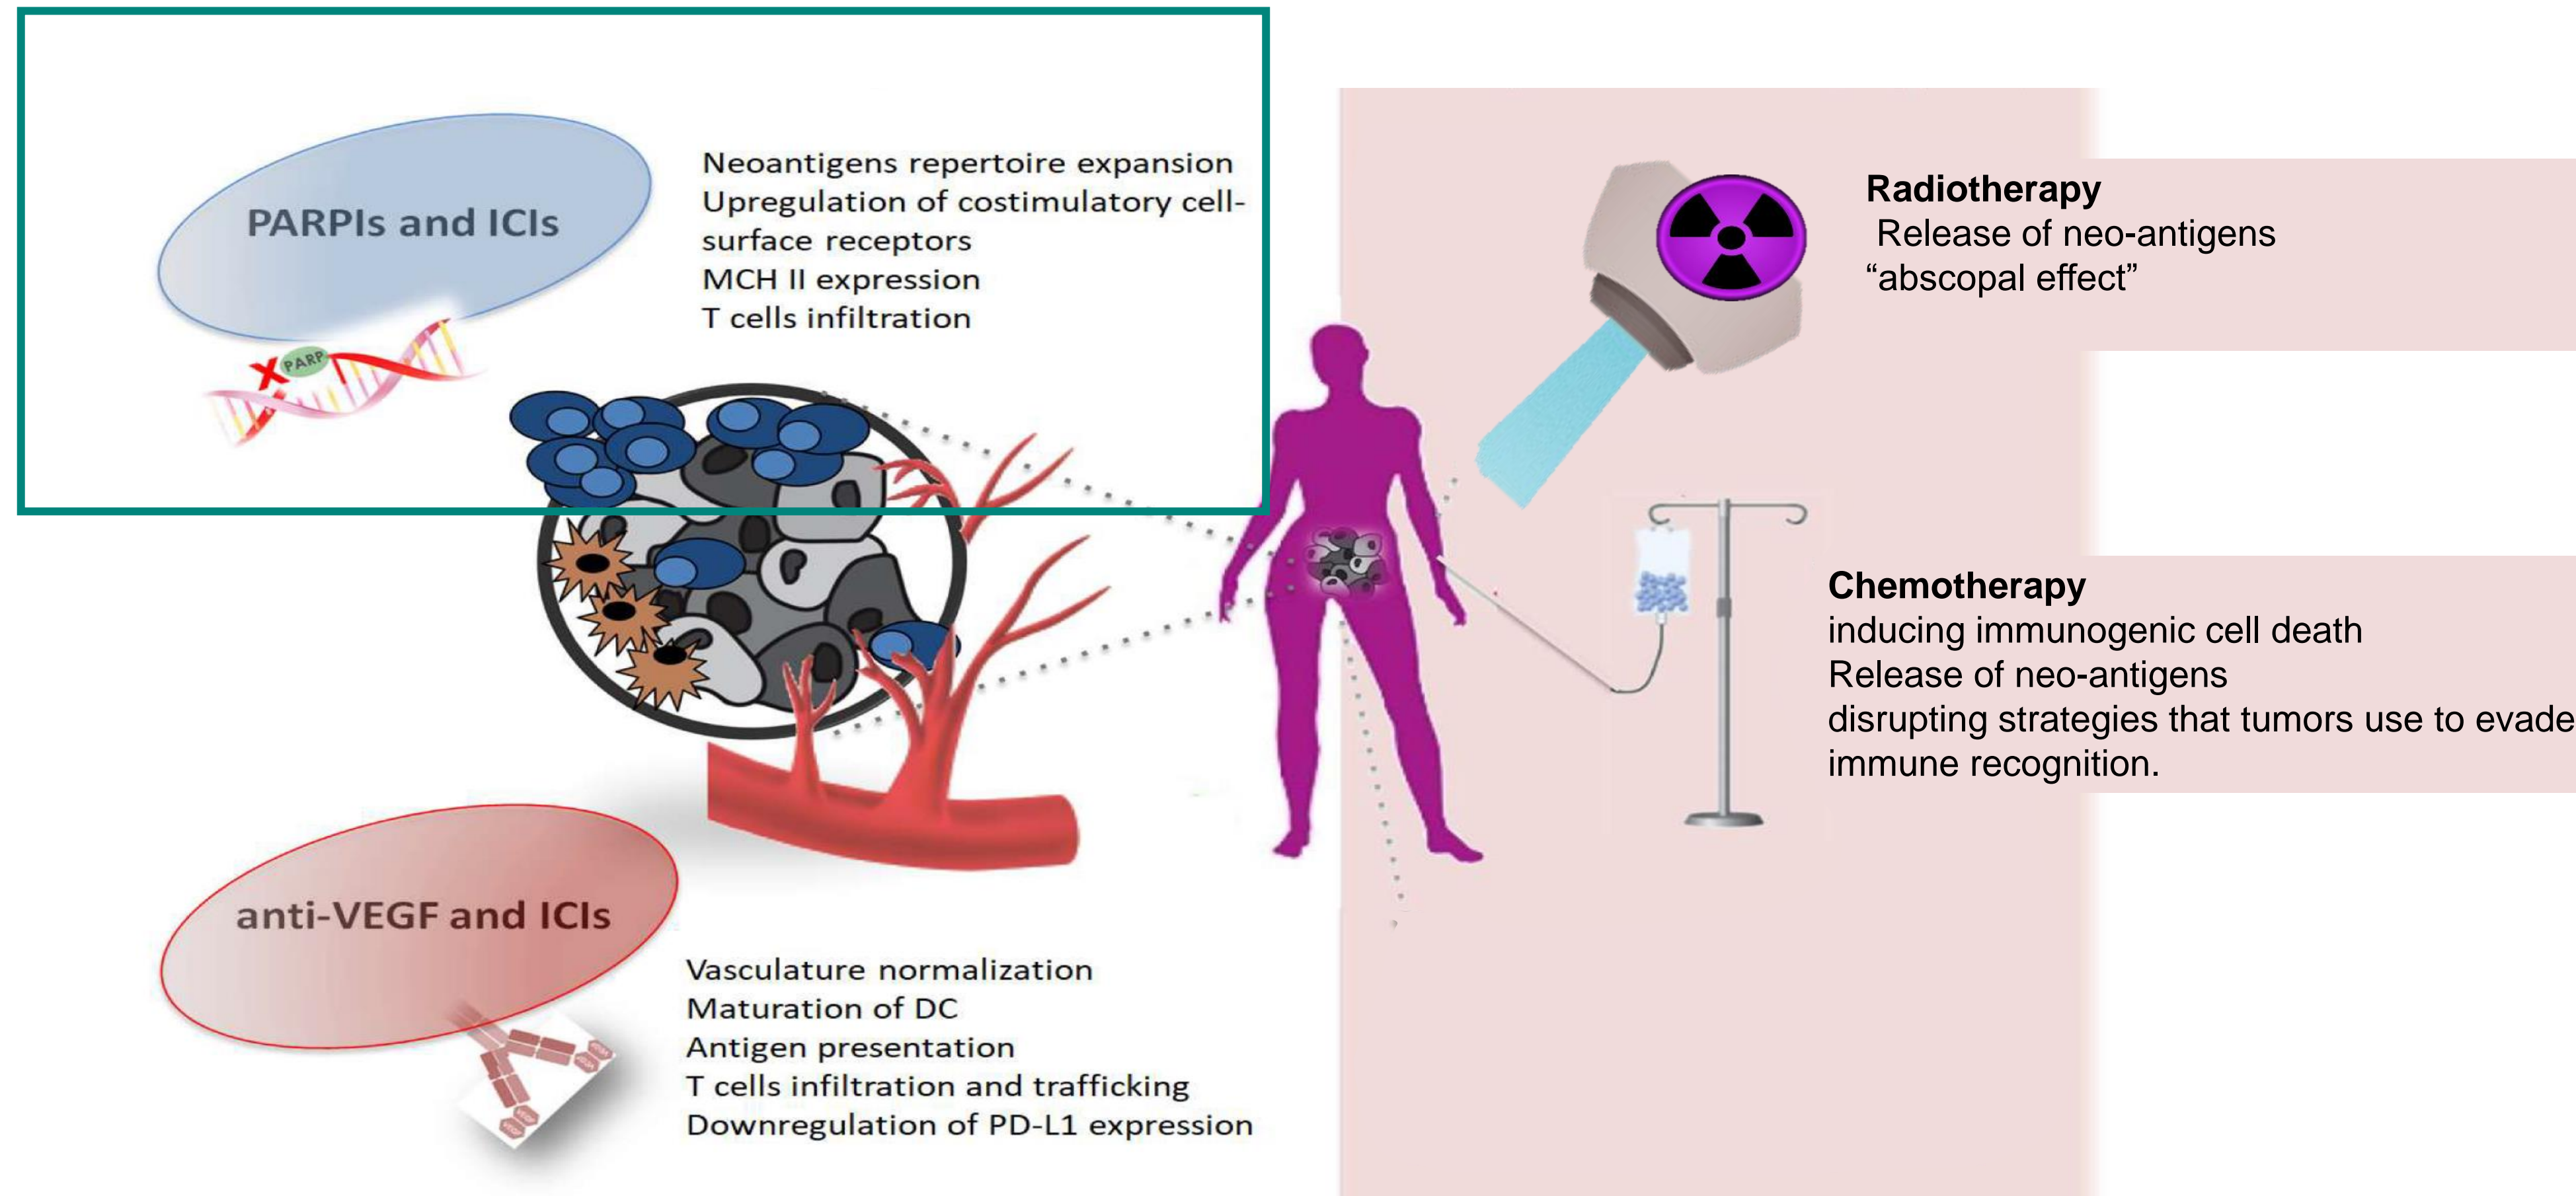 PARPIs and ICIs
PARP
Neoantigens repertoire expansion
Upregulation of costimulatory cell-
surface receptors
MCH II expression
T cells infiltration
Radiotherapy
Release of neo-antigens
“abscopal effect”
Chemotherapy
inducing immunogenic cell death
Release of neo-antigens
disrupting strategies that tumors use to evade
immune recognition.
anti-VEGF and ICIs
Vasculature normalization
Maturation of DC
Antigen presentation
T cells infiltration and trafficking
Downregulation of PD-L1 expression